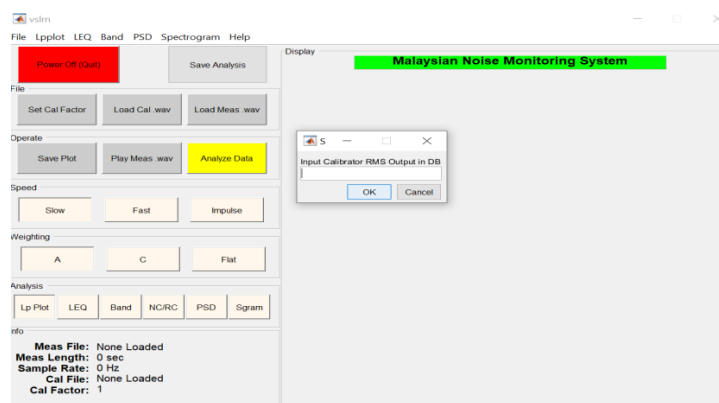 vslm
File Lpplot LEQ Band PSD Spectrogram Help
Power Off (Quit)
Save Analysis
Display
Malaysian Noise Monitoring System
File
Set Cal Factor
Load Cal .wav
Load Meas .wav
Operate
Save Plot
Play Meas .wav
Analyze Data
S
Input Calibrator RMS Output in DB
OK
Cancel
Speed
Slow
Fast
Impulse
Weighting
A
C
Flat
Analysis
Lp Plot
LEQ
Band
NC/RC
PSD
Sgram
nfo
Meas File: None Loaded
Meas Length: 0 sec
Sample Rate: 0 Hz
Cal File: None Loaded
Cal Factor: 1